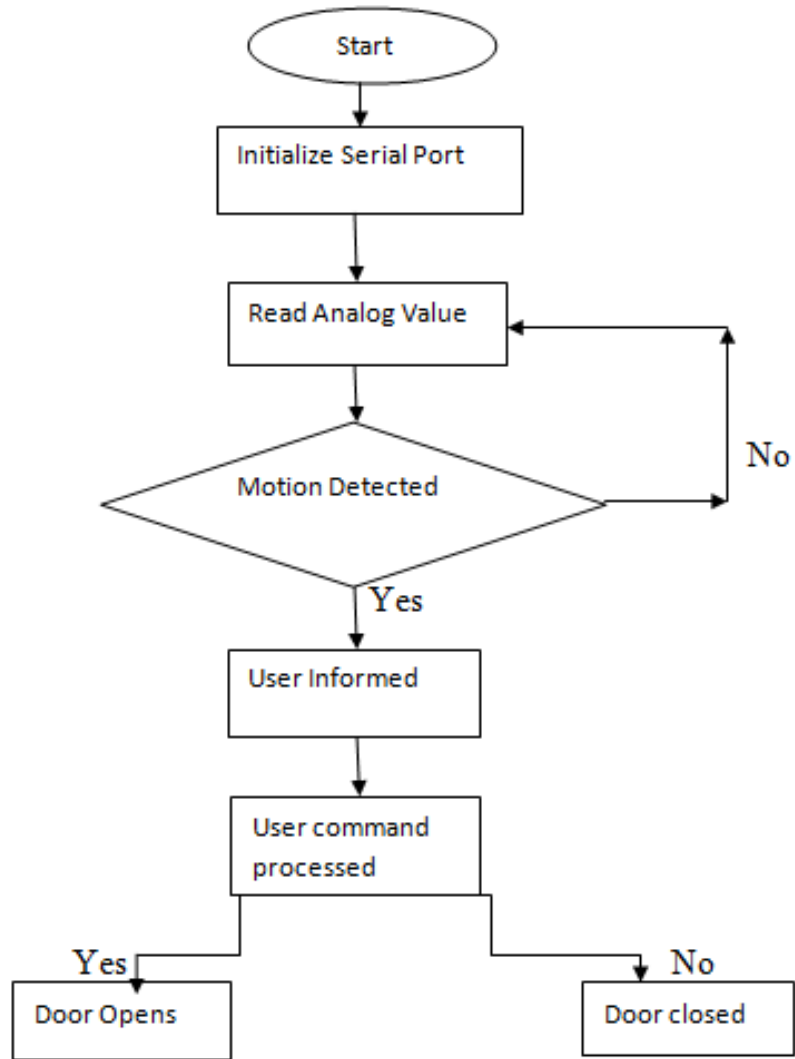 Start
Initialize Serial Port
Read Analog Value
No
Motion Detected
Yes
User Informed
User command
processed
Yes
No
Door Opens
Door closed